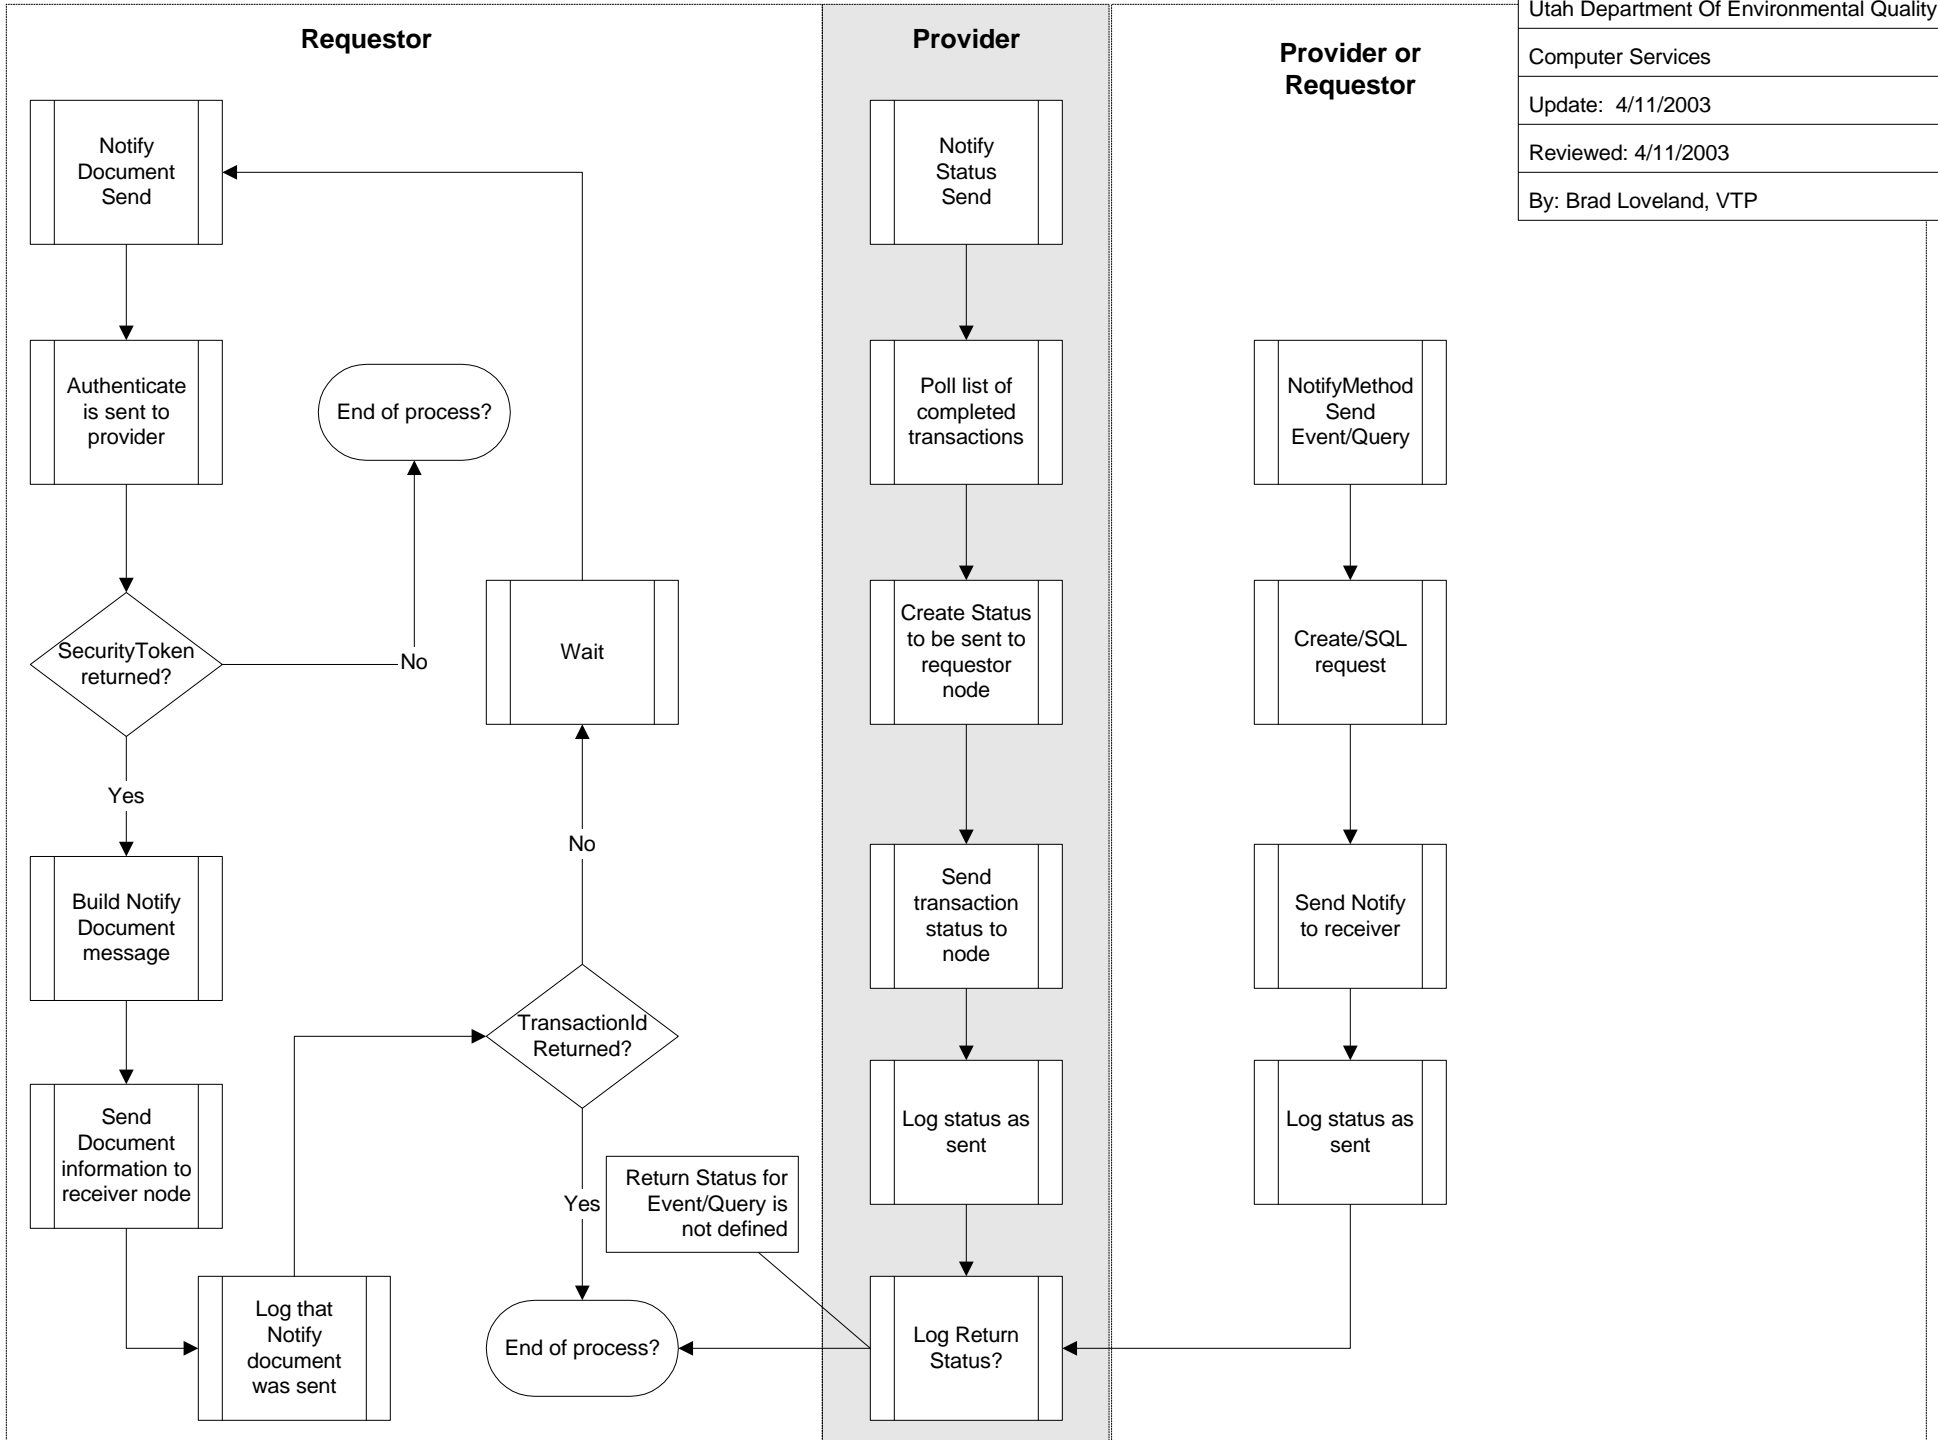 Utah Department Of Environmental Quality
Computer Services
Update:  4/11/2003
Reviewed: 4/11/2003
By: Brad Loveland, VTP
Requestor
Notify
Document
Send
Authenticate
is sent to
provider
End of process?
SecurityToken
returned?
No
Yes
Wait
Build Notify
Document
message
No
Send
Document
information to
receiver node
TransactionId
Returned?
Yes
Log that
Notify
document
was sent
End of process?
Return Status for
Event/Query is
not defined
Provider
Notify
Status
Send
Poll list of
completed
transactions
Create Status
to be sent to
requestor
node
Send
transaction
status to
node
Log status as
sent
Log Return
Status?
Provider or
Requestor
NotifyMethod
Send
Event/Query
Create/SQL
request
Send Notify
to receiver
Log status as
sent